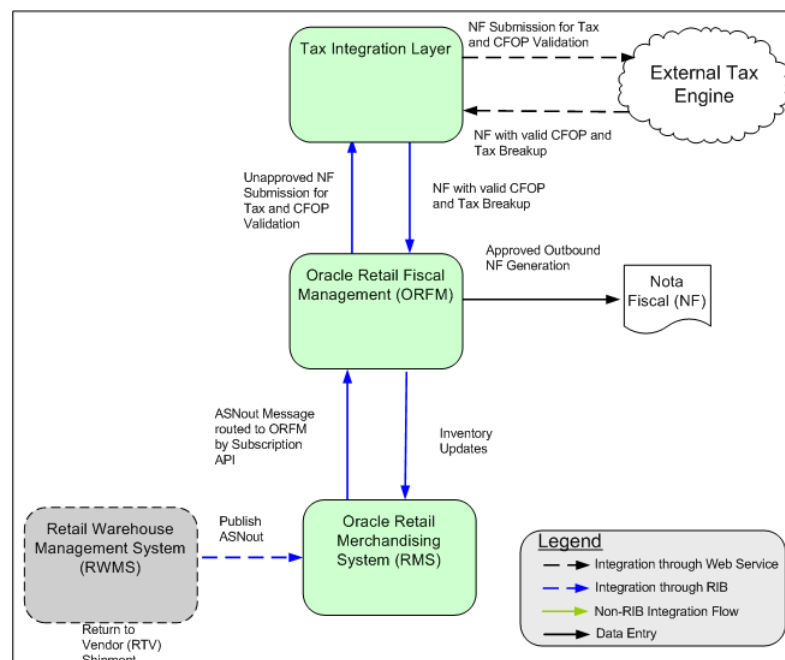 NF Submission for Tax
and CFOP Validation
Tax Integration Layer
External Tax
Engine
NF with valid CFOP and
Tax Breakup
Unapproved NF
Submission for
Tax and CFOP
Validation
NF with valid CFOP
and Tax Breakup
Approved Outbound
NF Generation
Oracle Retail Fiscal
Management (ORFM)
Nota
Fiscal (NF)
ASNout Message
routed to ORFM
by Subscription
API
Inventory
Updates
Retail Warehouse
Management System
(RWMS)
Publish
ASNout
Oracle Retail
Merchandising
System (RMS)
Return to
Vendor (RTV)
Shipment
Legend
Integration through Web Service
Integration through RIB
Non-RIB Integration Flow
Data Entry